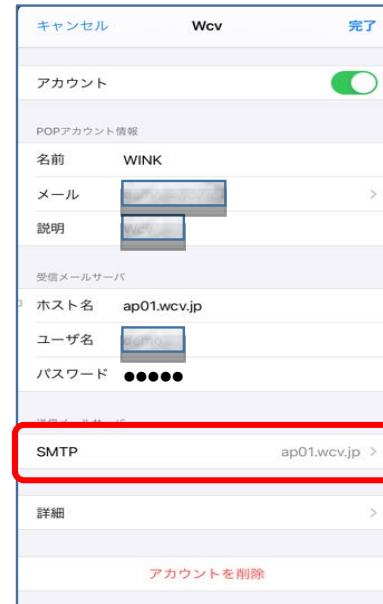 キャンセル Wcv 完了
アカウント
POPアカウント情報
名前 WINK
メール
説明
受信メールサーバ
ホスト名 ap01.wcv.jp
ユーザ名
パスワード ●●●●●
SMTP ap01.wcv.jp
詳細
アカウントを削除